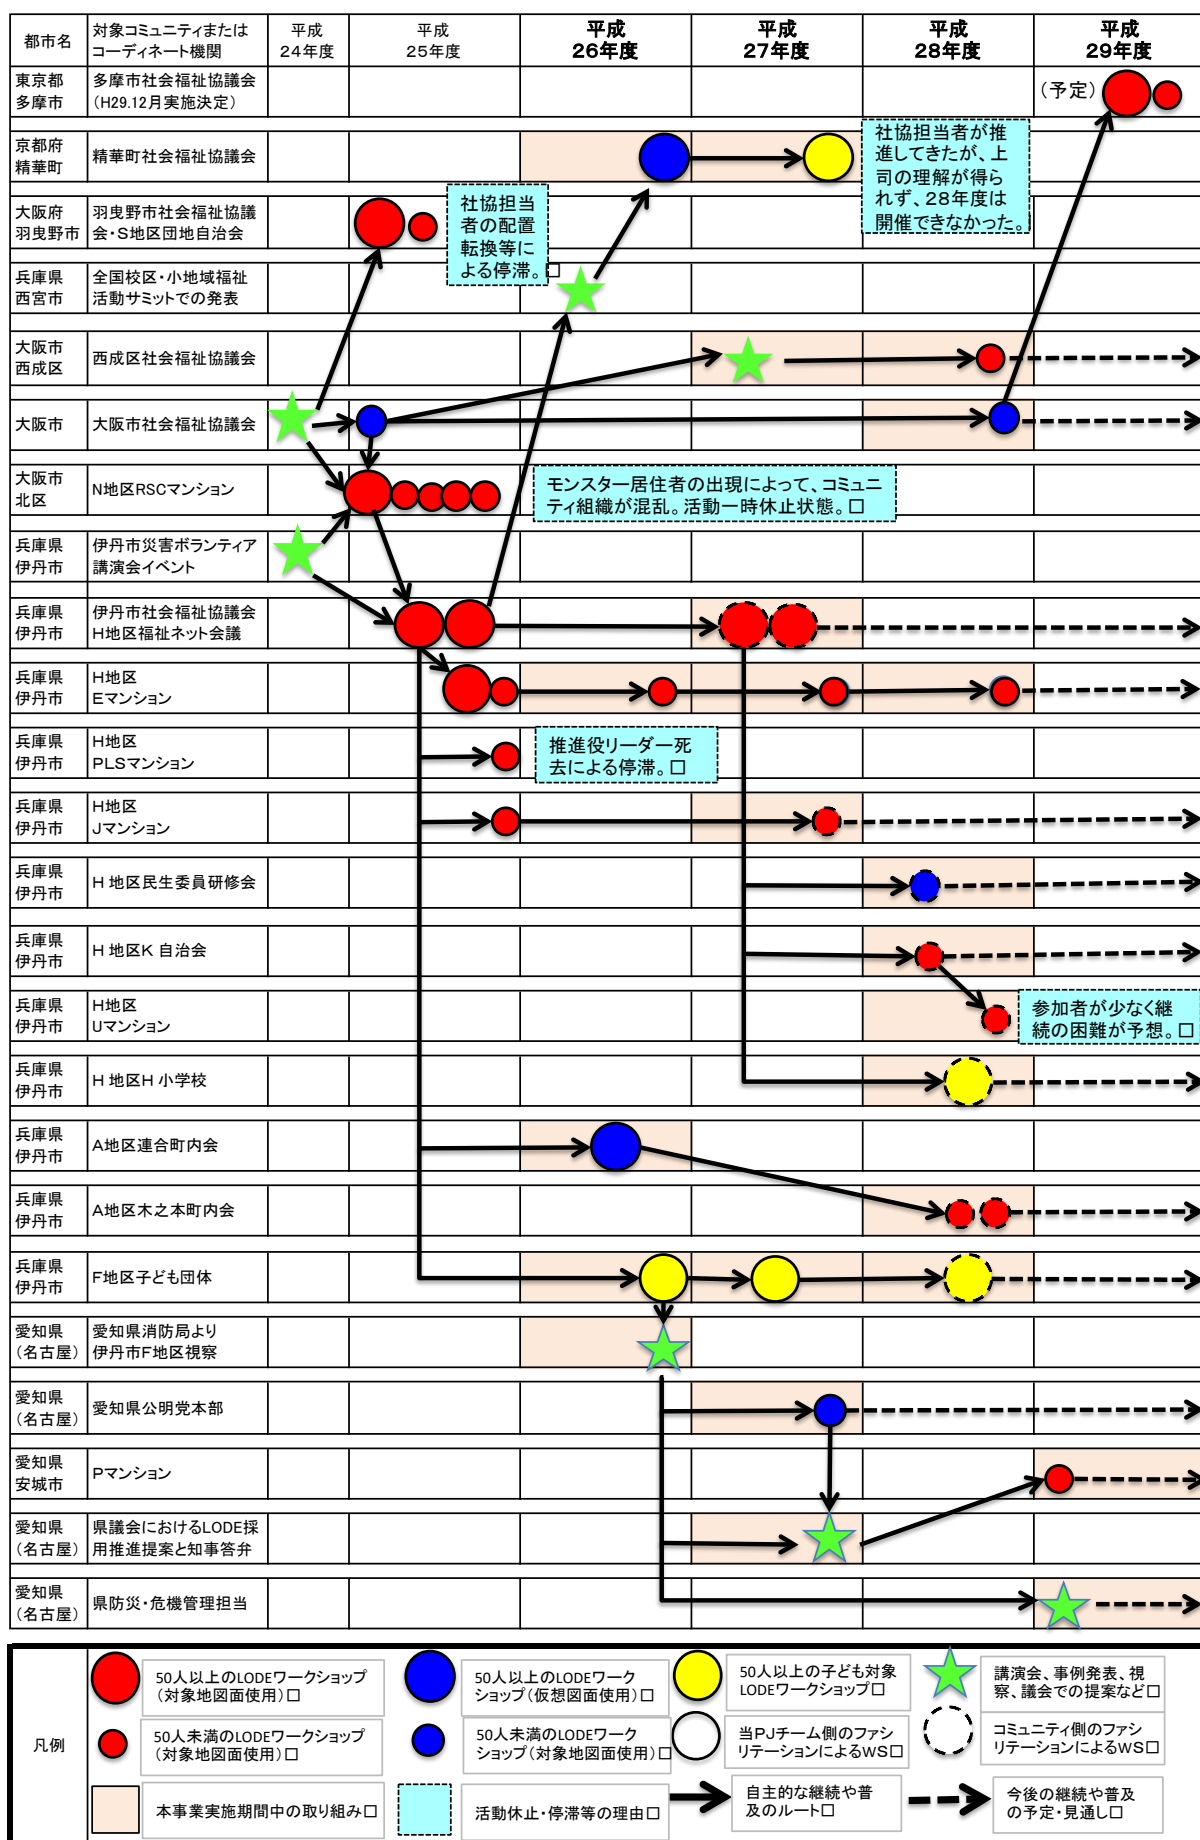 都市名
対象コミュニティまたは
コーディネート機関
平成
24年度
平成
25年度
平成
26年度
平成
27年度
平成
28年度
平成
29年度
東京都
多摩市
多摩市社会福祉協議会
(H29.12月実施決定)
(予定)
京都府
精華町
精華町社会福祉協議会
社協担当者が推
進してきたが、上
司の理解が得ら
れず、28年度は
開催できなかった。
大阪府
羽曳野市
羽曳野市社会福祉協議
会・S地区団地自治会
社協担当
者の配置
転換等に
よる停滞。□
兵庫県
西宮市
全国校区・小地域福祉
活動サミットでの発表
大阪市
西成区
西成区社会福祉協議会
大阪市
大阪市社会福祉協議会
大阪市
北区
N地区RSCマンション
モンスター居住者の出現によって、コミュニ
ティ組織が混乱。活動一時休止状態。□
兵庫県
伊丹市
伊丹市災害ボランティア
講演会イベント
兵庫県
伊丹市
伊丹市社会福祉協議会
H地区福祉ネット会議
兵庫県
伊丹市
H地区
Eマンション
兵庫県
伊丹市
H地区
PLSマンション
推進役リーダー死
去による停滞。□
兵庫県
伊丹市
H地区
Jマンション
兵庫県
伊丹市
H 地区民生委員研修会
兵庫県
伊丹市
H 地区K 自治会
兵庫県
伊丹市
H地区
Uマンション
参加者が少なく継
続の困難が予想。□
兵庫県
伊丹市
H 地区H 小学校
兵庫県
伊丹市
A地区連合町内会
兵庫県
伊丹市
A地区木之本町内会
兵庫県
伊丹市
F地区子ども団体
愛知県
(名古屋)
愛知県消防局より
伊丹市F地区視察
愛知県
(名古屋)
愛知県公明党本部
愛知県
安城市
Pマンション
愛知県
(名古屋)
県議会におけるLODE採
用推進提案と知事答弁
愛知県
(名古屋)
県防災・危機管理担当
凡例
50人以上のLODEワークショップ
(対象地図面使用)□
50人以上のLODEワーク
ショップ(仮想図面使用)□
50人以上の子ども対象
LODEワークショップ□
講演会、事例発表、視
察、議会での提案など□
50人未満のLODEワークショップ
(対象地図面使用)□
50人未満のLODEワーク
ショップ(対象地図面使用)□
当PJチーム側のファシ
リテーションによるWS□
コミュニティ側のファシ
リテーションによるWS□
本事業実施期間中の取り組み□
活動休止・停滞等の理由□
自主的な継続や普
及のルート□
今後の継続や普及
の予定・見通し□